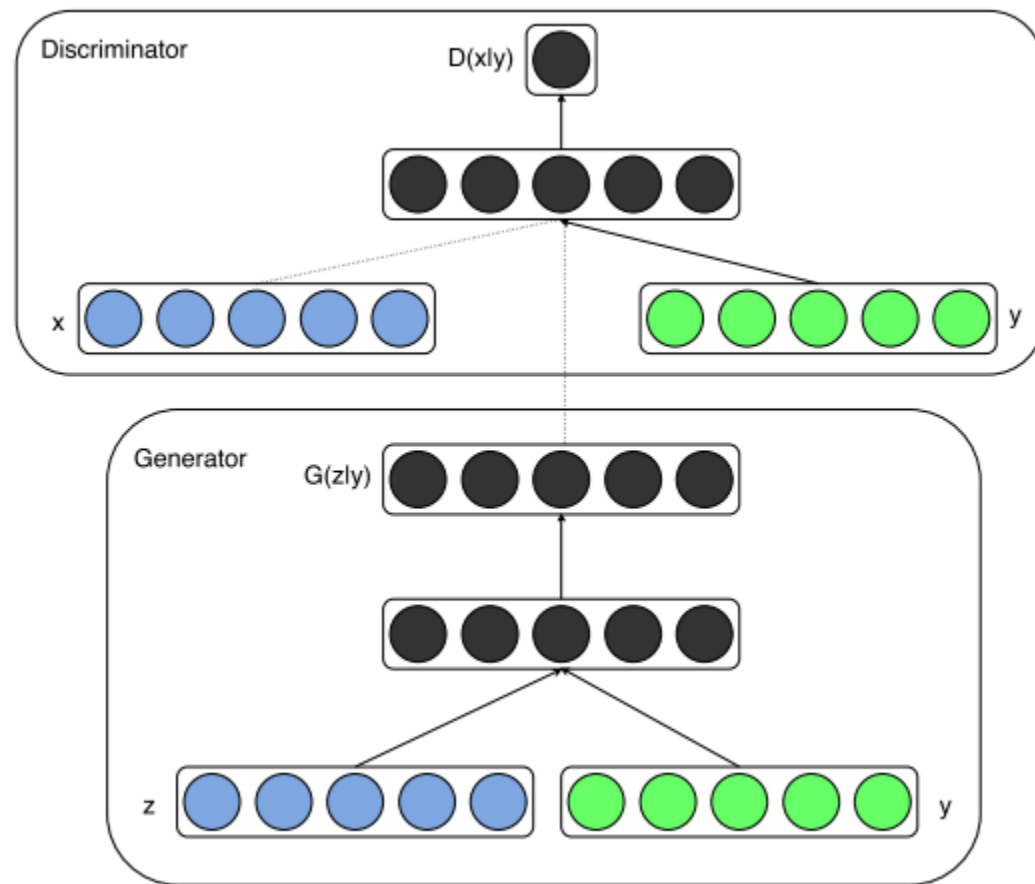 Discriminator
D(x|y)
x
y
Generator
G(z|y)
z
y